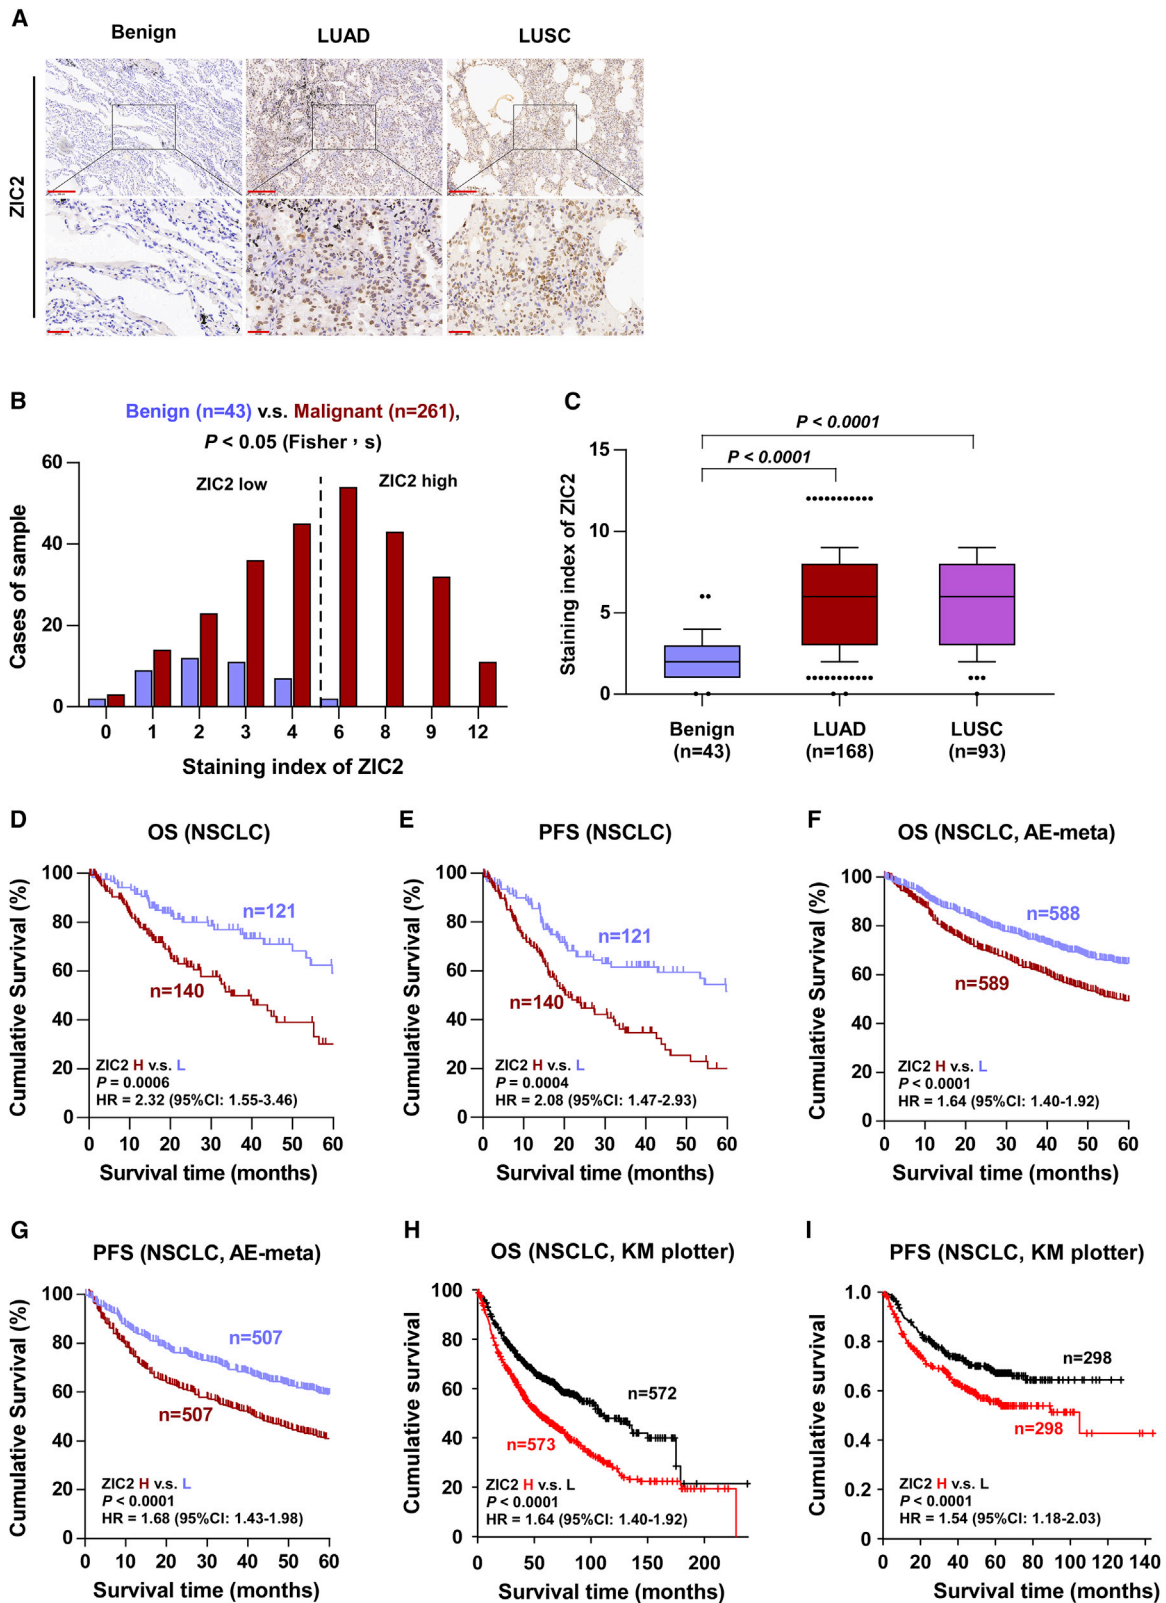 A
Benign
LUAD
LUSC
ZIC2
B
Benign (n=43) v.s. Malignant (n=261),
P < 0.05 (Fisher , s)
Cases of sample
60
40
20
0
ZIC2 low
ZIC2 high
0 1 2 3 4 6 8 9 12
Staining index of ZIC2
C
P < 0.0001
P < 0.0001
Staining index of ZIC2
15
10
5
0
Benign
(n=43)
LUAD
(n=168)
LUSC
(n=93)
D
OS (NSCLC)
Cumulative Survival (%)
100
80
60
40
20
0
n=121
n=140
ZIC2 H v.s. L
P = 0.0006
HR = 2.32 (95%CI: 1.55-3.46)
0 10 20 30 40 50 60
Survival time (months)
E
PFS (NSCLC)
Cumulative Survival (%)
100
80
60
40
20
0
n=121
n=140
ZIC2 H v.s. L
P = 0.0004
HR = 2.08 (95%CI: 1.47-2.93)
0 10 20 30 40 50 60
Survival time (months)
F
OS (NSCLC, AE-meta)
Cumulative Survival (%)
100
80
60
40
20
0
n=588
n=589
ZIC2 H v.s. L
P < 0.0001
HR = 1.64 (95%CI: 1.40-1.92)
0 10 20 30 40 50 60
Survival time (months)
G
PFS (NSCLC, AE-meta)
Cumulative Survival (%)
100
80
60
40
20
0
n=507
n=507
ZIC2 H v.s. L
P < 0.0001
HR = 1.68 (95%CI: 1.43-1.98)
0 10 20 30 40 50 60
Survival time (months)
H
OS (NSCLC, KM plotter)
Cumulative survival
100
80
60
40
20
0
n=572
n=573
ZIC2 H v.s. L
P < 0.0001
HR = 1.64 (95%CI: 1.40-1.92)
0 50 100 150 200
Survival time (months)
I
PFS (NSCLC, KM plotter)
Cumulative survival
1.0
0.8
0.6
0.4
0.2
0
n=298
n=298
ZIC2 H v.s. L
P < 0.0001
HR = 1.54 (95%CI: 1.18-2.03)
0 20 40 60 80 100 120 140
Survival time (months)